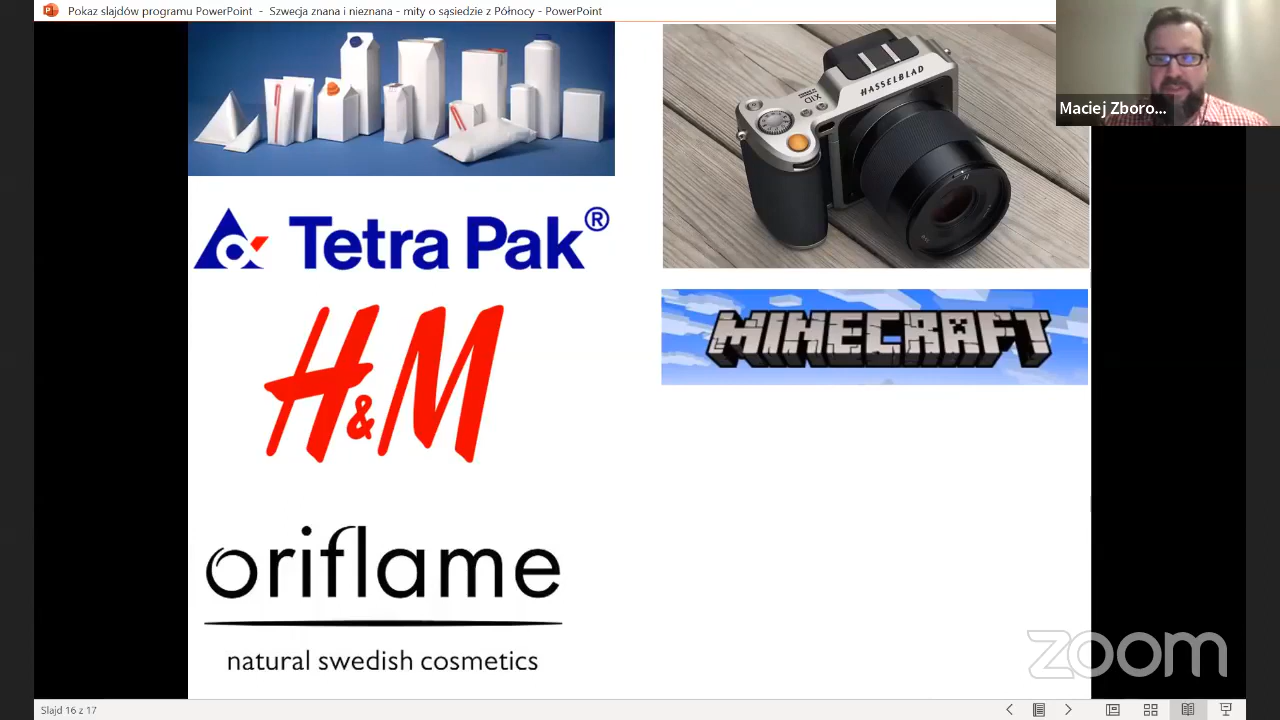 Pokaz slajdów programu PowerPoint - Szwecja znana i nieznana - mity o sąsiedzie z Północy - PowerPoint
Maciej Zboro...
HASSELBLAD
X1D
Tetra Pak®
H&M
MINECRAFT
oriflame
natural swedish cosmetics
zoom
Slajd 16 z 17